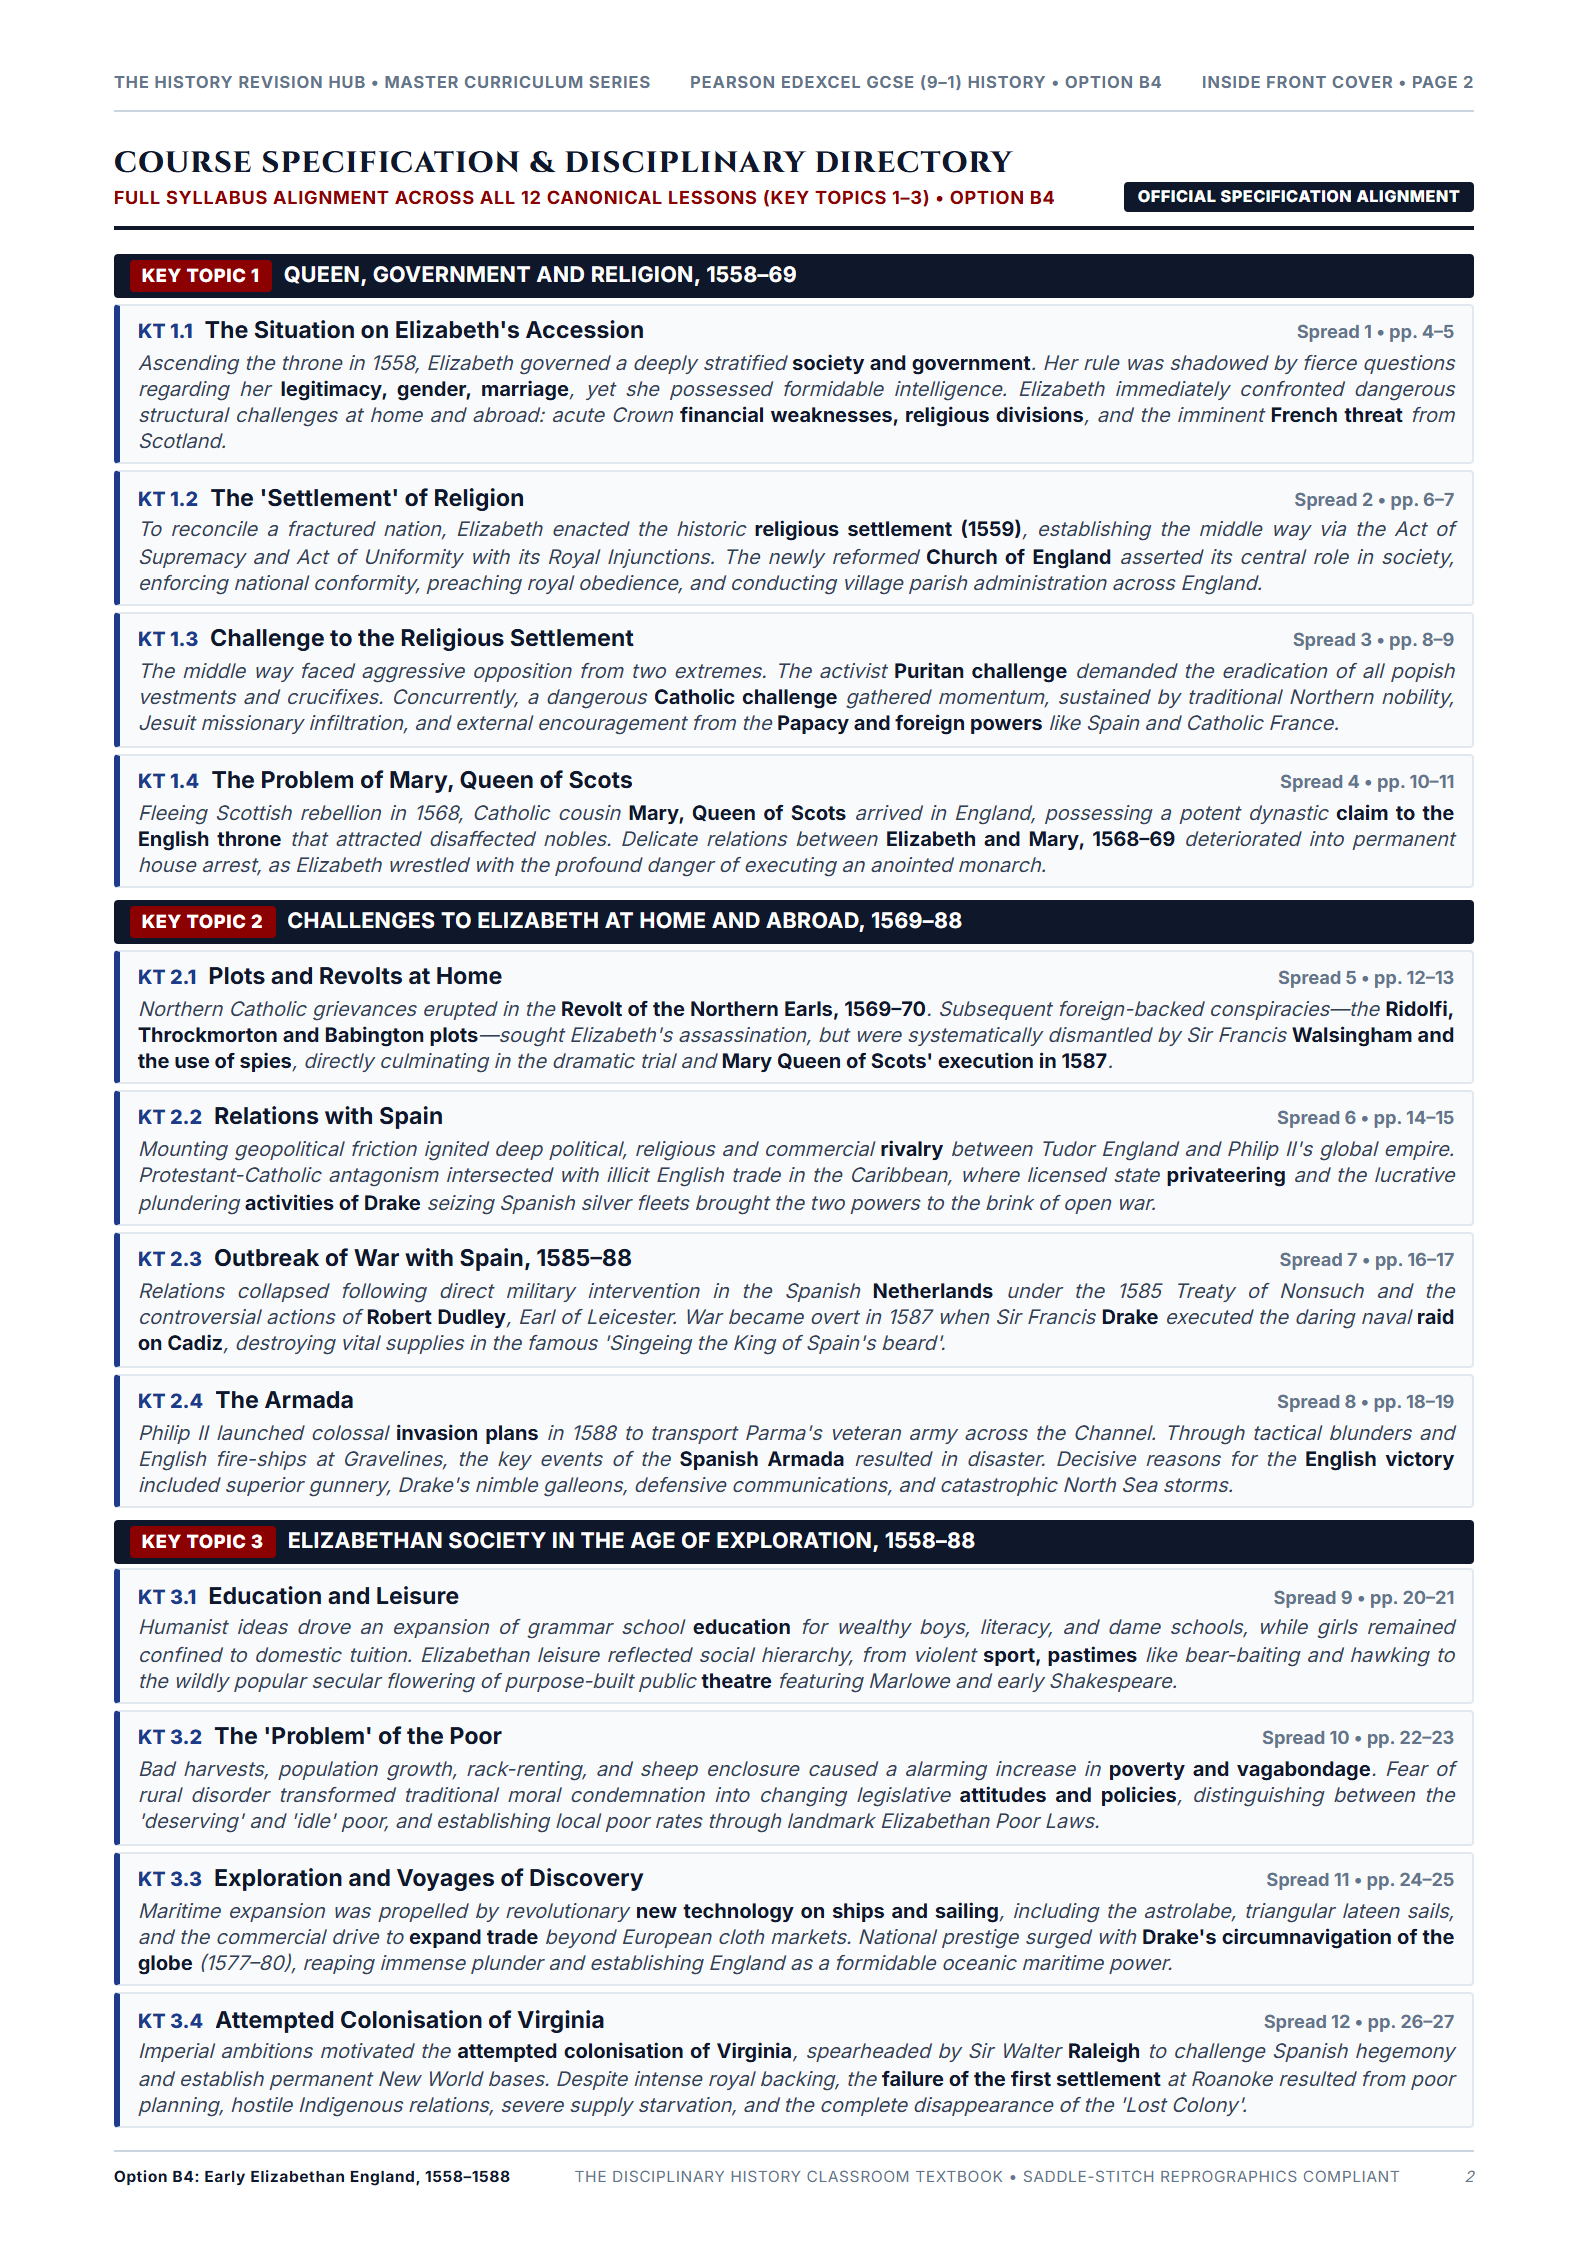 THE HISTORY REVISION HUB • MASTER CURRICULUM SERIES PEARSON EDEXCEL GCSE (9–1) HISTORY • OPTION B4 INSIDE FRONT COVER • PAGE 2
COURSE SPECIFICATION & DISCIPLINARY DIRECTORY
FULL SYLLABUS ALIGNMENT ACROSS ALL 12 CANONICAL LESSONS (KEY TOPICS 1–3) • OPTION B4 OFFICIAL SPECIFICATION ALIGNMENT
KEY TOPIC 1 QUEEN, GOVERNMENT AND RELIGION, 1558–69
KT 1.1 The Situation on Elizabeth's Accession Spread 1 • pp. 4–5
Ascending the throne in 1558, Elizabeth governed a deeply stratified society and government. Her rule was shadowed by fierce questions
regarding her legitimacy, gender, marriage, yet she possessed formidable intelligence. Elizabeth immediately confronted dangerous
structural challenges at home and abroad: acute Crown financial weaknesses, religious divisions, and the imminent French threat from
Scotland.
KT 1.2 The 'Settlement' of Religion Spread 2 • pp. 6–7
To reconcile a fractured nation, Elizabeth enacted the historic religious settlement (1559), establishing the middle way via the Act of
Supremacy and Act of Uniformity with its Royal Injunctions. The newly reformed Church of England asserted its central role in society,
enforcing national conformity, preaching royal obedience, and conducting village parish administration across England.
KT 1.3 Challenge to the Religious Settlement Spread 3 • pp. 8–9
The middle way faced aggressive opposition from two extremes. The activist Puritan challenge demanded the eradication of all popish
vestments and crucifixes. Concurrently, a dangerous Catholic challenge gathered momentum, sustained by traditional Northern nobility,
Jesuit missionary infiltration, and external encouragement from the Papacy and foreign powers like Spain and Catholic France.
KT 1.4 The Problem of Mary, Queen of Scots Spread 4 • pp. 10–11
Fleeing Scottish rebellion in 1568, Catholic cousin Mary, Queen of Scots arrived in England, possessing a potent dynastic claim to the
English throne that attracted disaffected nobles. Delicate relations between Elizabeth and Mary, 1568–69 deteriorated into permanent
house arrest, as Elizabeth wrestled with the profound danger of executing an anointed monarch.
KEY TOPIC 2 CHALLENGES TO ELIZABETH AT HOME AND ABROAD, 1569–88
KT 2.1 Plots and Revolts at Home Spread 5 • pp. 12–13
Northern Catholic grievances erupted in the Revolt of the Northern Earls, 1569–70. Subsequent foreign-backed conspiracies—the Ridolfi,
Throckmorton and Babington plots—sought Elizabeth's assassination, but were systematically dismantled by Sir Francis Walsingham and
the use of spies, directly culminating in the dramatic trial and Mary Queen of Scots' execution in 1587.
KT 2.2 Relations with Spain Spread 6 • pp. 14–15
Mounting geopolitical friction ignited deep political, religious and commercial rivalry between Tudor England and Philip II's global empire.
Protestant-Catholic antagonism intersected with illicit English trade in the Caribbean, where licensed state privateering and the lucrative
plundering activities of Drake seizing Spanish silver fleets brought the two powers to the brink of open war.
KT 2.3 Outbreak of War with Spain, 1585–88 Spread 7 • pp. 16–17
Relations collapsed following direct military intervention in the Spanish Netherlands under the 1585 Treaty of Nonsuch and the
controversial actions of Robert Dudley, Earl of Leicester. War became overt in 1587 when Sir Francis Drake executed the daring naval raid
on Cadiz, destroying vital supplies in the famous 'Singeing the King of Spain's beard'.
KT 2.4 The Armada Spread 8 • pp. 18–19
Philip II launched colossal invasion plans in 1588 to transport Parma's veteran army across the Channel. Through tactical blunders and
English fire-ships at Gravelines, the key events of the Spanish Armada resulted in disaster. Decisive reasons for the English victory
included superior gunnery, Drake's nimble galleons, defensive communications, and catastrophic North Sea storms.
KEY TOPIC 3 ELIZABETHAN SOCIETY IN THE AGE OF EXPLORATION, 1558–88
KT 3.1 Education and Leisure Spread 9 • pp. 20–21
Humanist ideas drove an expansion of grammar school education for wealthy boys, literacy, and dame schools, while girls remained
confined to domestic tuition. Elizabethan leisure reflected social hierarchy, from violent sport, pastimes like bear-baiting and hawking to
the wildly popular secular flowering of purpose-built public theatre featuring Marlowe and early Shakespeare.
KT 3.2 The 'Problem' of the Poor Spread 10 • pp. 22–23
Bad harvests, population growth, rack-renting, and sheep enclosure caused a alarming increase in poverty and vagabondage. Fear of
rural disorder transformed traditional moral condemnation into changing legislative attitudes and policies, distinguishing between the
'deserving' and 'idle' poor, and establishing local poor rates through landmark Elizabethan Poor Laws.
KT 3.3 Exploration and Voyages of Discovery Spread 11 • pp. 24–25
Maritime expansion was propelled by revolutionary new technology on ships and sailing, including the astrolabe, triangular lateen sails,
and the commercial drive to expand trade beyond European cloth markets. National prestige surged with Drake's circumnavigation of the
globe (1577–80), reaping immense plunder and establishing England as a formidable oceanic maritime power.
KT 3.4 Attempted Colonisation of Virginia Spread 12 • pp. 26–27
Imperial ambitions motivated the attempted colonisation of Virginia, spearheaded by Sir Walter Raleigh to challenge Spanish hegemony
and establish permanent New World bases. Despite intense royal backing, the failure of the first settlement at Roanoke resulted from poor
planning, hostile Indigenous relations, severe supply starvation, and the complete disappearance of the 'Lost Colony'.
Option B4: Early Elizabethan England, 1558–1588 THE DISCIPLINARY HISTORY CLASSROOM TEXTBOOK • SADDLE-STITCH REPROGRAPHICS COMPLIANT 2